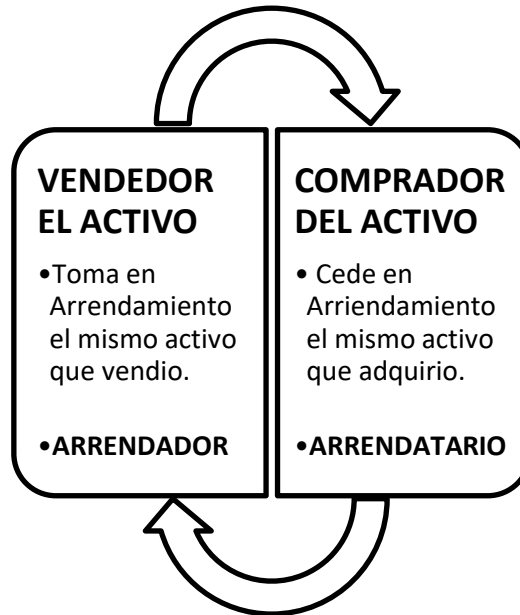 VENDEDOR
EL ACTIVO
•Toma en
Arrendamiento
el mismo activo
que vendio.
•ARRENDADOR
COMPRADOR
DEL ACTIVO
• Cede en
Arriendamiento
el mismo activo
que adquirio.
•ARRENDATARIO